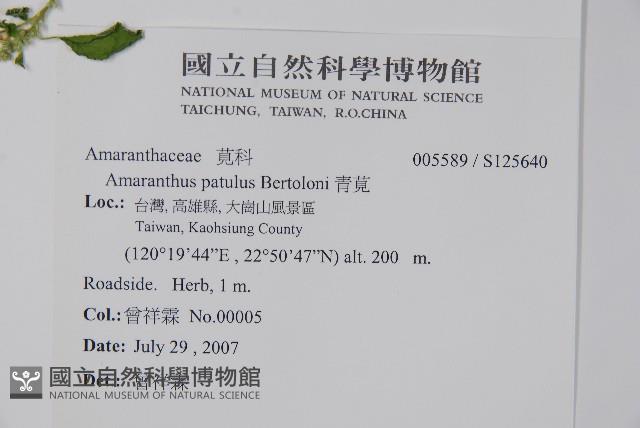 國立自然科學博物館
NATIONAL MUSEUM OF NATURAL SCIENCE
TAICHUNG, TAIWAN, R.O.CHINA
Amaranthaceae 莧科 005589 / S125640
Amaranthus patulus Bertoloni 青莧
Loc.: 台灣, 高雄縣, 大崗山風景區
Taiwan, Kaohsiung County
(120°19'44”E , 22°50'47”N) alt. 200 m.
Roadside. Herb, 1 m.
Col.: 曾祥霖 No.00005
Date: July 29 , 2007
Det.: 曾祥霖
國立自然科學博物館
NATIONAL MUSEUM OF NATURAL SCIENCE